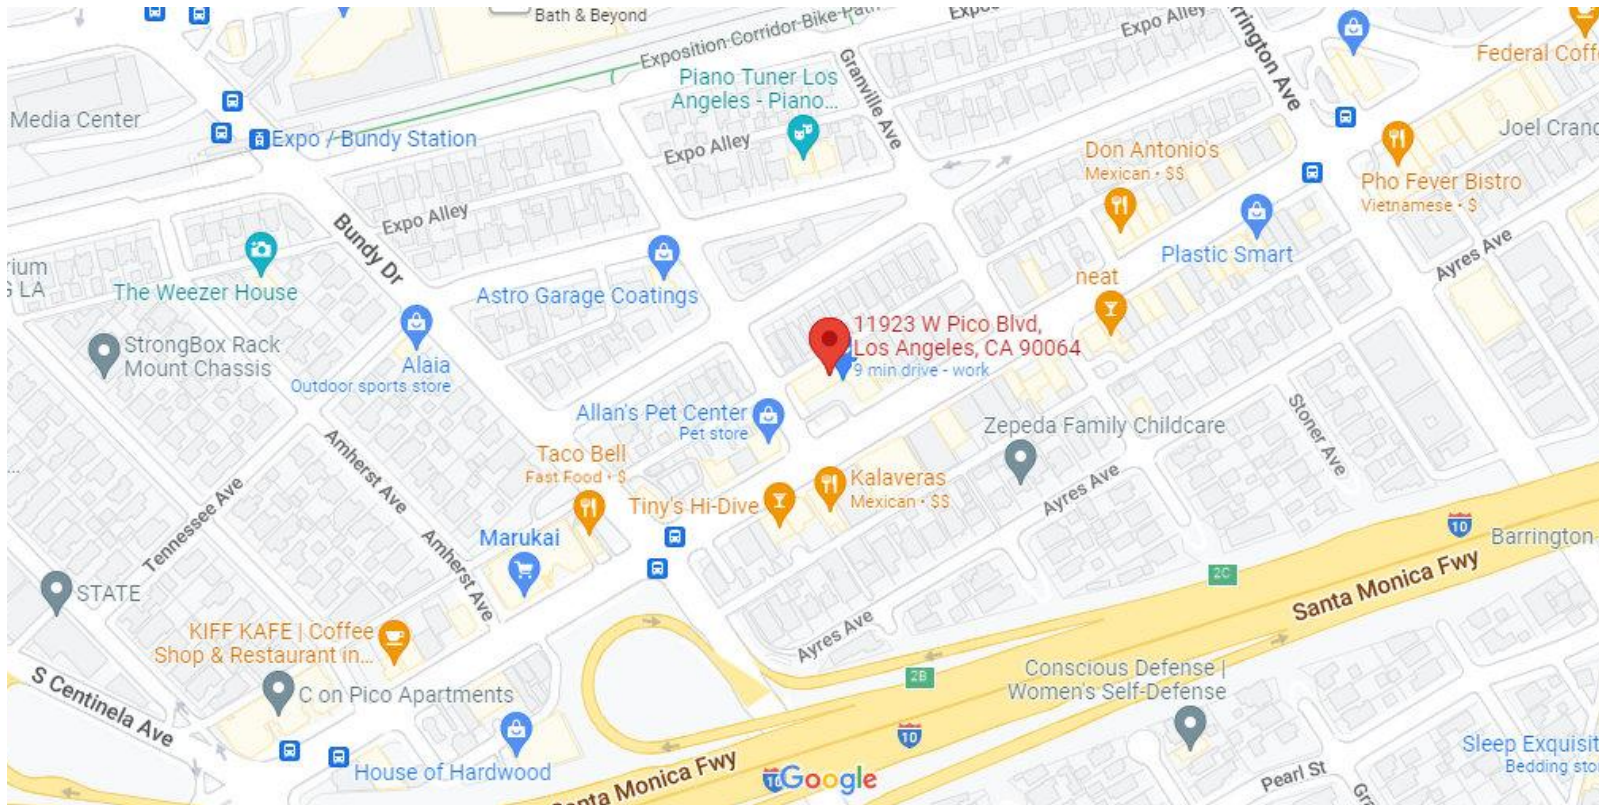 Bath & Beyond
Exposition-Corridor-Bike-Path
Expo Alley
Granville Ave
Federal Coff
Piano Tuner Los
Angeles - Piano...
Media Center
Expo / Bundy Station
Expo Alley
Joel Cranc
Don Antonio's
Mexican • $$
Pho Fever Bistro
Vietnamese • $
Expo Alley
Bundy Dr
Plastic Smart
Ayres Ave
rium
LA
The Weezer House
Astro Garage Coatings
neat
StrongBox Rack
Mount Chassis
11923 W Pico Blvd,
Los Angeles, CA 90064
9 min drive - work
Alaia
Outdoor sports store
Allan's Pet Center
Pet store
Zepeda Family Childcare
Stoner Ave
Amherst Ave
Taco Bell
Fast Food • $
Kalaveras
Mexican • $$
Tiny's Hi-Dive
Ayres Ave
Tennessee Ave
Marukai
Amherst Ave
10
Barrington
2C
Santa Monica Fwy
STATE
KIFF KAFE | Coffee
Shop & Restaurant in...
Ayres Ave
2B
Conscious Defense |
Women's Self-Defense
S Centinela Ave
C on Pico Apartments
10
House of Hardwood
Santa Monica Fwy
Google
Sleep Exquisit
Bedding sto
Pearl St